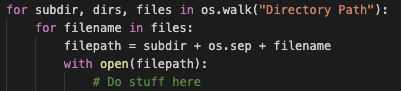 for subdir, dirs, files in os.walk("Directory Path"):
    for filename in files:
        filepath = subdir + os.sep + filename
        with open(filepath):
            # Do stuff here